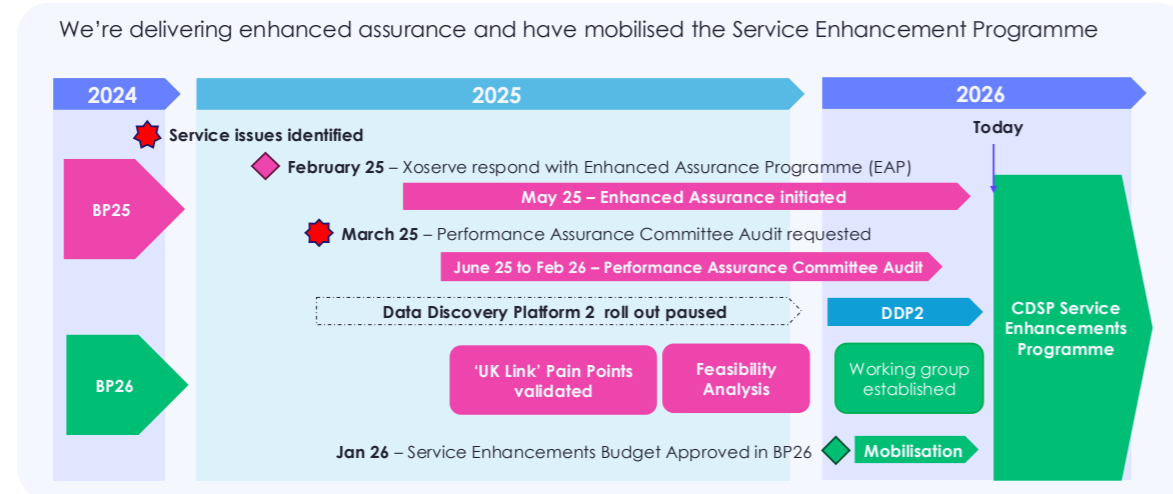 We're delivering enhanced assurance and have mobilised the Service Enhancement Programme
2024
2025
2026
Today
Service issues identified
February 25 – Xoserve respond with Enhanced Assurance Programme (EAP)
BP25
May 25 – Enhanced Assurance initiated
March 25 – Performance Assurance Committee Audit requested
June 25 to Feb 26 – Performance Assurance Committee Audit
Data Discovery Platform 2 roll out paused
DDP2
CDSP Service
Enhancements
Programme
BP26
'UK Link' Pain Points
validated
Feasibility
Analysis
Working group
established
Jan 26 – Service Enhancements Budget Approved in BP26
Mobilisation